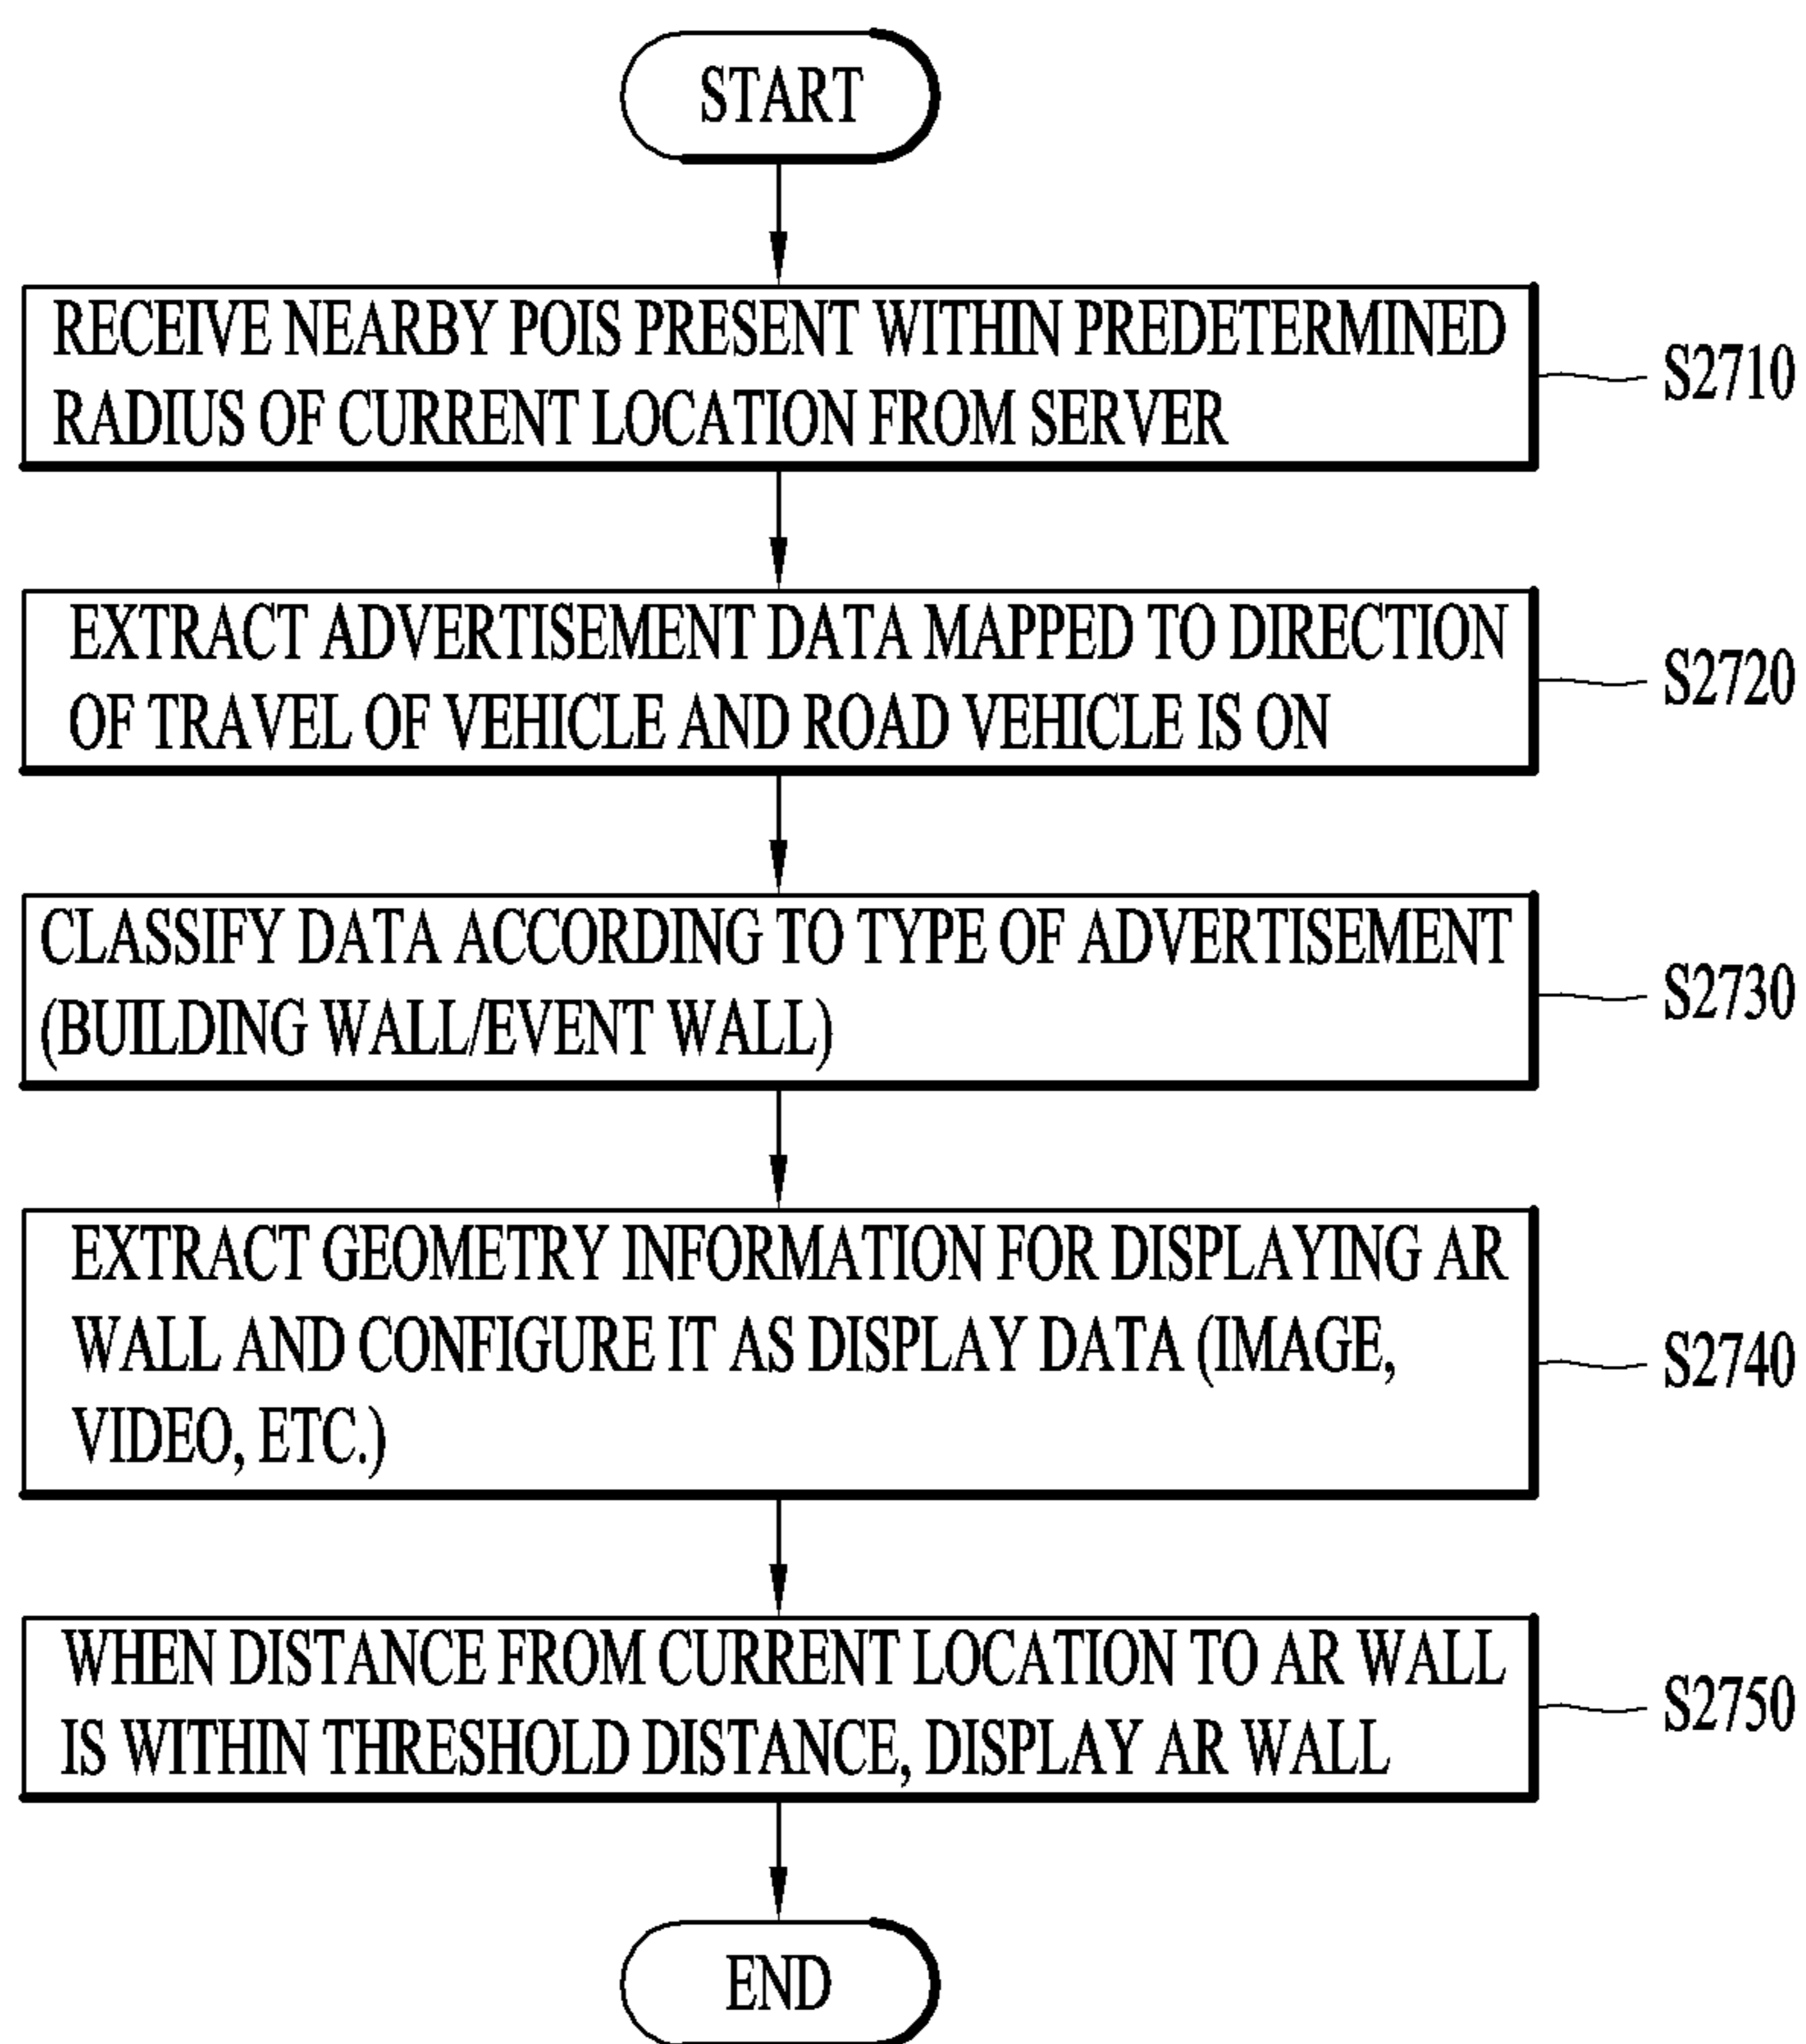 START
RECEIVE NEARBY POIS PRESENT WITHIN PREDETERMINED
RADIUS OF CURRENT LOCATION FROM SERVER
S2710
EXTRACT ADVERTISEMENT DATA MAPPED TO DIRECTION
OF TRAVEL OF VEHICLE AND ROAD VEHICLE IS ON
S2720
CLASSIFY DATA ACCORDING TO TYPE OF ADVERTISEMENT
(BUILDING WALL/EVENT WALL)
S2730
EXTRACT GEOMETRY INFORMATION FOR DISPLAYING AR
WALL AND CONFIGURE IT AS DISPLAY DATA (IMAGE,
VIDEO, ETC.)
S2740
WHEN DISTANCE FROM CURRENT LOCATION TO AR WALL
IS WITHIN THRESHOLD DISTANCE, DISPLAY AR WALL
S2750
END